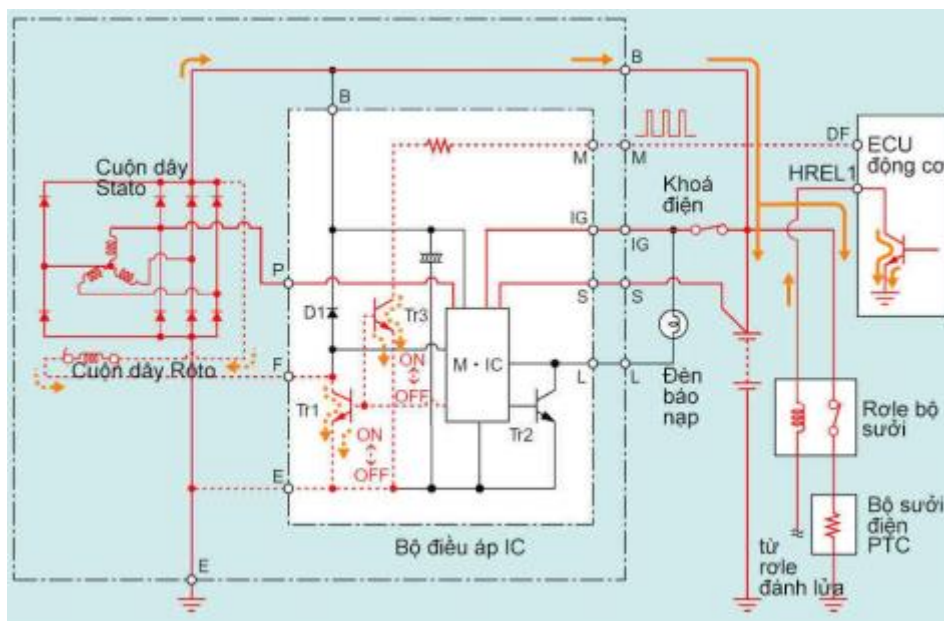 B
B
DF
ECU
động cơ
HREL1
M
M
Cuộn dây
Stato
Khoá
điện
IG
IG
P
S
S
D1
Tr3
M · IC
ON
OFF
F
Cuộn dây Rôto
L
L
Đèn
báo
nạp
Tr1
Tr2
ON
OFF
Rơle bộ
sưởi
E
Bộ điều áp IC
Bộ sưởi
điện
PTC
từ
rơle
đánh lửa
E